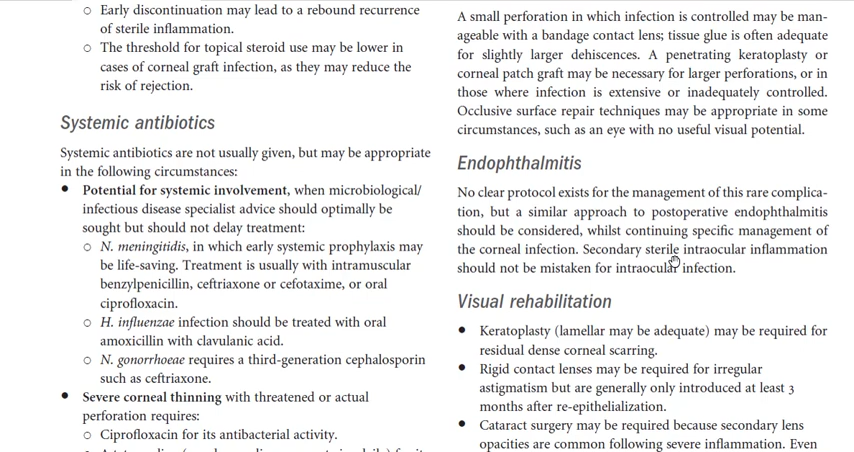 ○ Early discontinuation may lead to a rebound recurrence
of sterile inflammation.
○ The threshold for topical steroid use may be lower in
cases of corneal graft infection, as they may reduce the
risk of rejection.
Systemic antibiotics
Systemic antibiotics are not usually given, but may be appropriate
in the following circumstances:
● Potential for systemic involvement, when microbiological/
infectious disease specialist advice should optimally be
sought but should not delay treatment:
○ N. meningitidis, in which early systemic prophylaxis may
be life-saving. Treatment is usually with intramuscular
benzylpenicillin, ceftriaxone or cefotaxime, or oral
ciprofloxacin.
○ H. influenzae infection should be treated with oral
amoxicillin with clavulanic acid.
○ N. gonorrhoeae requires a third-generation cephalosporin
such as ceftriaxone.
● Severe corneal thinning with threatened or actual
perforation requires:
○ Ciprofloxacin for its antibacterial activity.
A small perforation in which infection is controlled may be man-
ageable with a bandage contact lens; tissue glue is often adequate
for slightly larger dehiscences. A penetrating keratoplasty or
corneal patch graft may be necessary for larger perforations, or in
those where infection is extensive or inadequately controlled.
Occlusive surface repair techniques may be appropriate in some
circumstances, such as an eye with no useful visual potential.
Endophthalmitis
No clear protocol exists for the management of this rare complica-
tion, but a similar approach to postoperative endophthalmitis
should be considered, whilst continuing specific management of
the corneal infection. Secondary sterile intraocular inflammation
should not be mistaken for intraocular infection.
Visual rehabilitation
● Keratoplasty (lamellar may be adequate) may be required for
residual dense corneal scarring.
● Rigid contact lenses may be required for irregular
astigmatism but are generally only introduced at least 3
months after re-epithelialization.
● Cataract surgery may be required because secondary lens
opacities are common following severe inflammation. Even